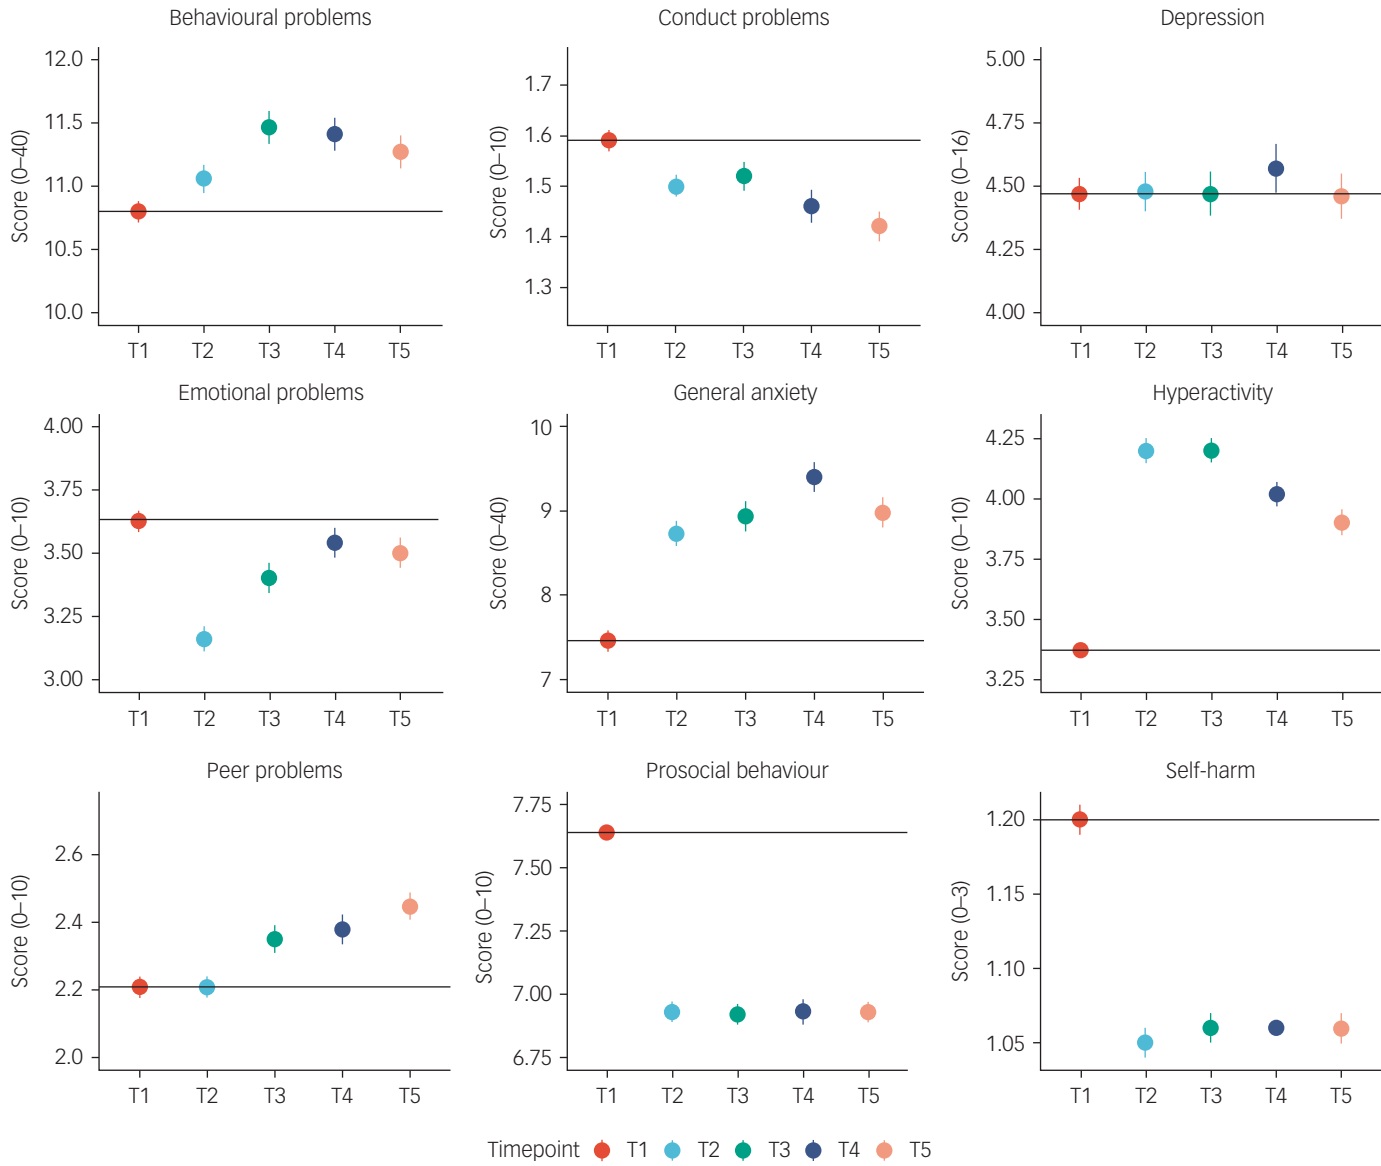 Behavioural problems
Score (0–40)
12.0
11.5
11.0
10.5
10.0
T1 T2 T3 T4 T5
Conduct problems
Score (0–10)
1.7
1.6
1.5
1.4
1.3
T1 T2 T3 T4 T5
Depression
Score (0–16)
5.00
4.75
4.50
4.25
4.00
T1 T2 T3 T4 T5
Emotional problems
Score (0–10)
4.00
3.75
3.50
3.25
3.00
T1 T2 T3 T4 T5
General anxiety
Score (0–40)
10
9
8
7
T1 T2 T3 T4 T5
Hyperactivity
Score (0–10)
4.25
4.00
3.75
3.50
3.25
T1 T2 T3 T4 T5
Peer problems
Score (0–10)
2.6
2.4
2.2
2.0
T1 T2 T3 T4 T5
Prosocial behaviour
Score (0–10)
7.75
7.50
7.25
7.00
6.75
T1 T2 T3 T4 T5
Self-harm
Score (0–3)
1.20
1.15
1.10
1.05
T1 T2 T3 T4 T5
Timepoint T1 T2 T3 T4 T5